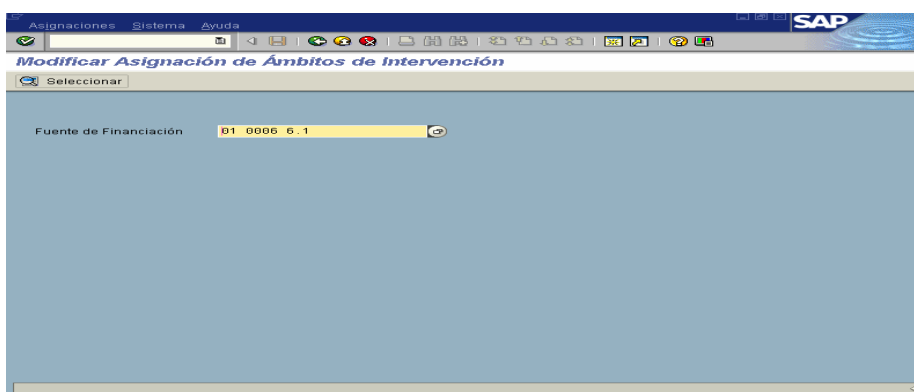 Asignaciones Sistema Ayuda
SAP
Modificar Asignación de Ámbitos de Intervención
Seleccionar
Fuente de Financiación 01 0006 6.1